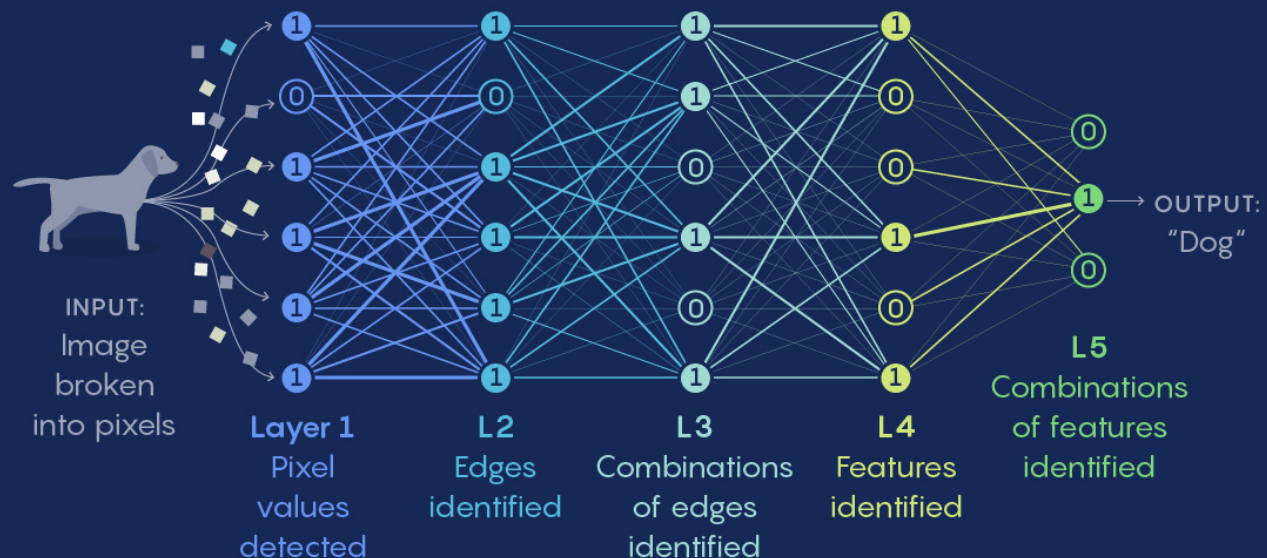 1 1 1 1
0 0 1 0
0
1 1 0 0
1
OUTPUT:
“Dog“
1 1 1 1
0
1 1 0 0
1 1 1 1
INPUT:
Image
broken
into pixels
Layer 1
Pixel
values
detected
L2
Edges
identified
L3
Combinations
of edges
identified
L4
Features
identified
L5
Combinations
of features
identified